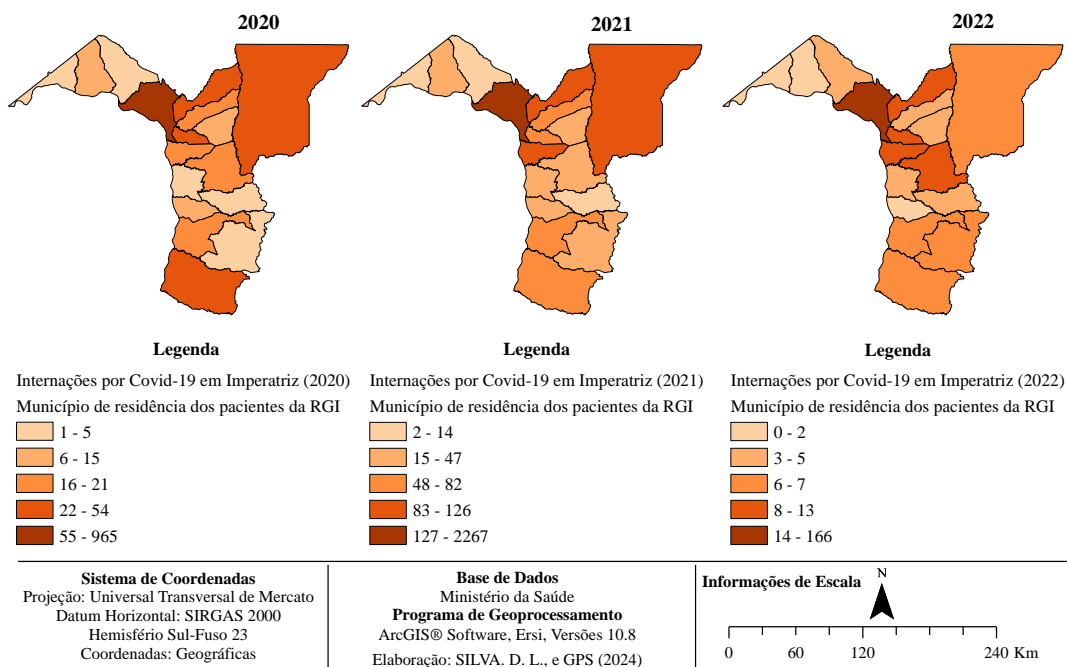 2020
2021
2022
Legenda
Internações por Covid-19 em Imperatriz (2020)
Município de residência dos pacientes da RGI
1 - 5
6 - 15
16 - 21
22 - 54
55 - 965
Legenda
Internações por Covid-19 em Imperatriz (2021)
Município de residência dos pacientes da RGI
2 - 14
15 - 47
48 - 82
83 - 126
127 - 2267
Legenda
Internações por Covid-19 em Imperatriz (2022)
Município de residência dos pacientes da RGI
0 - 2
3 - 5
6 - 7
8 - 13
14 - 166
Sistema de Coordenadas
Projeção: Universal Transversal de Mercato
Datum Horizontal: SIRGAS 2000
Hemisfério Sul-Fuso 23
Coordenadas: Geográficas
Base de Dados
Ministério da Saúde
Programa de Geoprocessamento
ArcGIS® Software, Ersi, Versões 10.8
Elaboração: SILVA. D. L., e GPS (2024)
Informações de Escala
N
0 60 120 240 Km